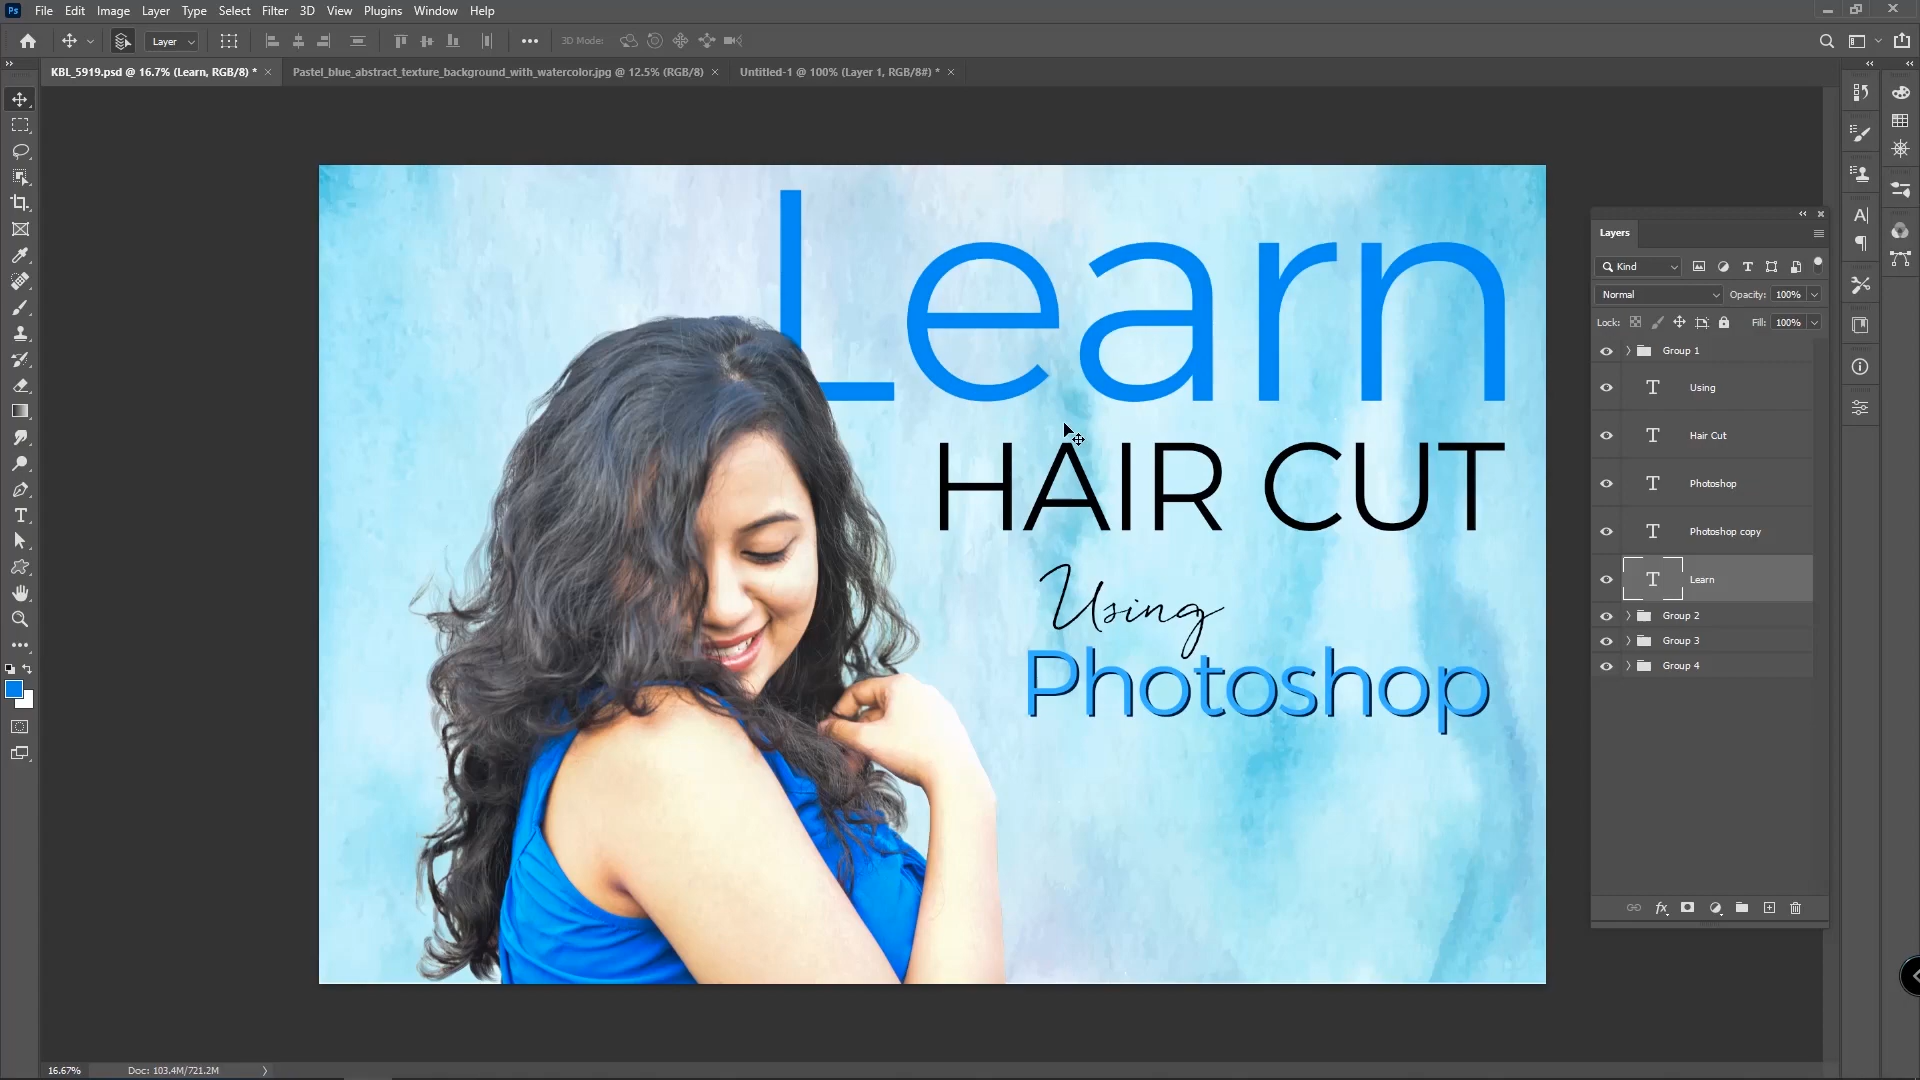 Ps File Edit Image Layer Type Select Filter 3D View Plugins Window Help
Layer 3D Mode:
KBL_5919.psd @ 16.7% (Learn, RGB/8) * × Pastel_blue_abstract_texture_background_with_watercolor.jpg @ 12.5% (RGB/8) × Untitled-1 @ 100% (Layer 1, RGB/8#) * ×
Learn
HAIR CUT
Using
Photoshop
Layers
Kind
Normal Opacity: 100%
Lock: Fill: 100%
Group 1
Using
Hair Cut
Photoshop
Photoshop copy
Learn
Group 2
Group 3
Group 4
fx
16.67% Doc: 103.4M/721.2M